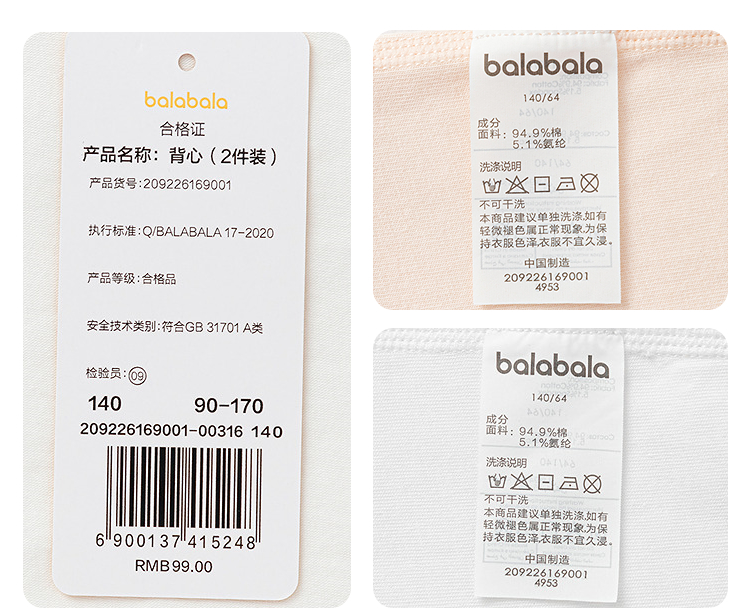 balabala
合格证
产品名称：背心（2件装）
产品货号：209226169001
执行标准：Q/BALABALA 17-2020
产品等级：合格品
安全技术类别：符合GB 31701 A类
检验员：09
140 90-170
209226169001-00316 140
6 900137 415248
RMB99.00
balabala
140/64
成分
面料：94.9%棉
5.1%氨纶
洗涤说明
不可干洗
本商品建议单独洗涤,如有
轻微褪色属正常现象,为保
持衣服色泽,衣服不宜久浸。
中国制造
209226169001
4953
balabala
140/64
成分
面料：94.9%棉
5.1%氨纶
洗涤说明
不可干洗
本商品建议单独洗涤,如有
轻微褪色属正常现象,为保
持衣服色泽,衣服不宜久浸。
中国制造
209226169001
4953